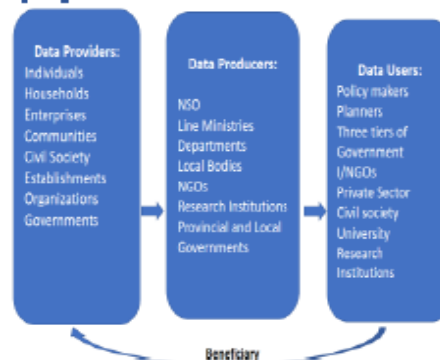 Data Providers:
Individuals
Households
Enterprises
Communities
Civil Society
Establishments
Organizations
Governments
Data Producers:
NSO
Line Ministries
Departments
Local Bodies
NGOs
Research Institutions
Provincial and Local
Governments
Data Users:
Policy makers
Planners
Three tiers of
Government
I/NGOs
Private Sector
Civil society
University
Research
Institutions
Beneficiary